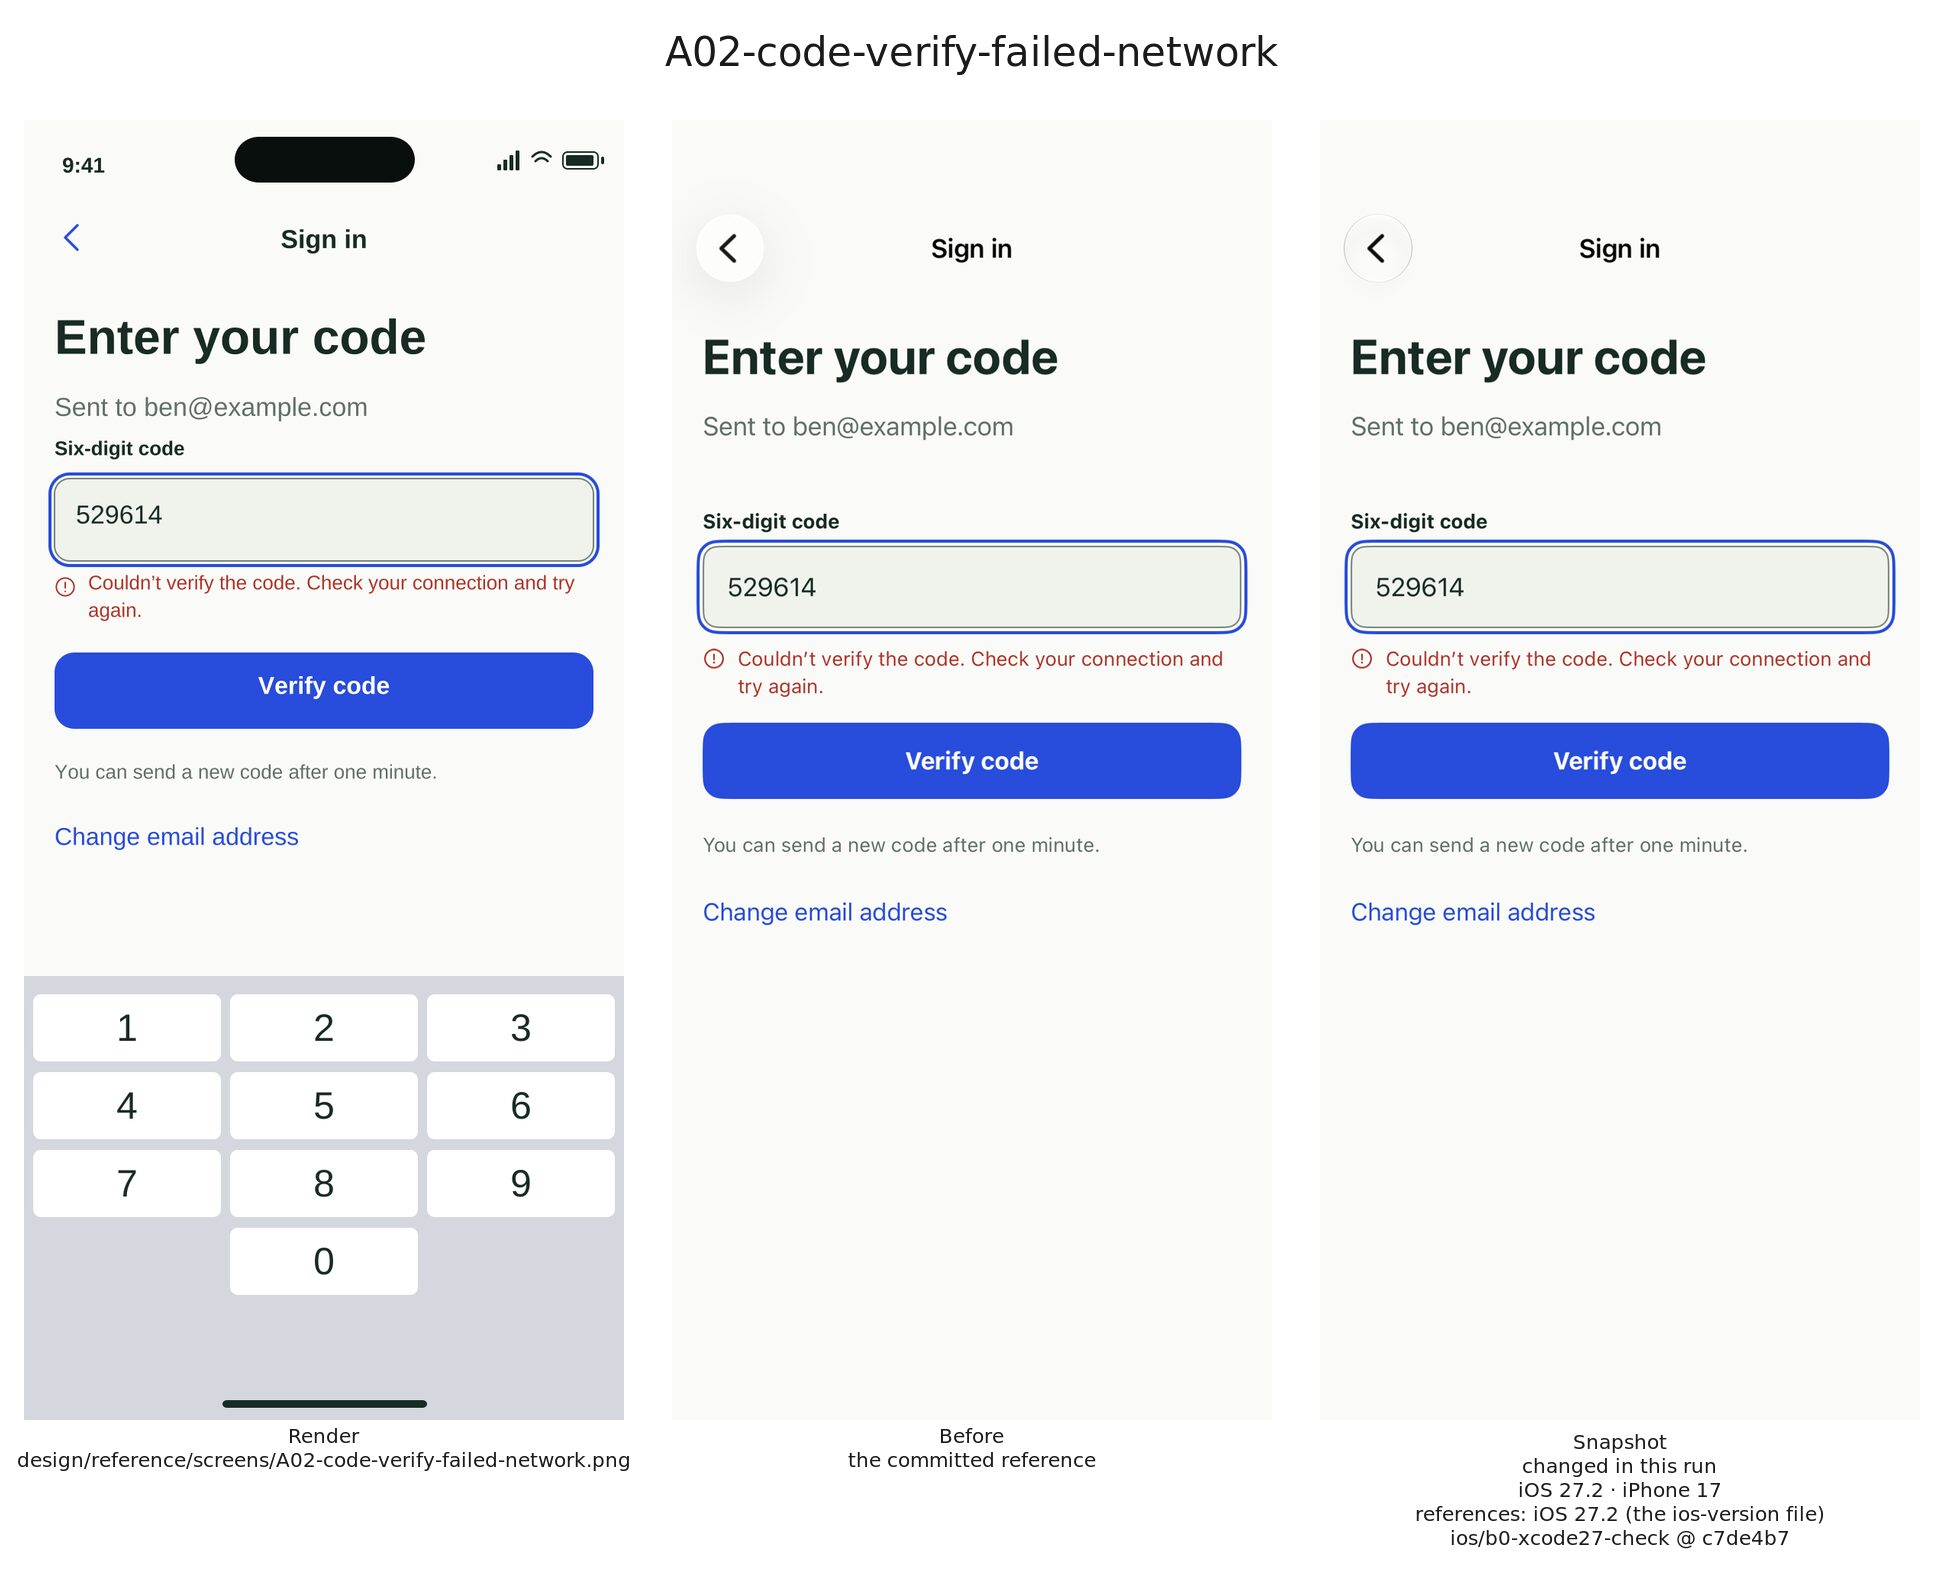 A02-code-verify-failed-network
9:41
Sign in
Enter your code
Sent to ben@example.com
Six-digit code
529614
Couldn’t verify the code. Check your connection and try
again.
Verify code
You can send a new code after one minute.
Change email address
1 2 3
4 5 6
7 8 9
0
Render
design/reference/screens/A02-code-verify-failed-network.png
Sign in
Enter your code
Sent to ben@example.com
Six-digit code
529614
Couldn’t verify the code. Check your connection and
try again.
Verify code
You can send a new code after one minute.
Change email address
Before
the committed reference
Sign in
Enter your code
Sent to ben@example.com
Six-digit code
529614
Couldn’t verify the code. Check your connection and
try again.
Verify code
You can send a new code after one minute.
Change email address
Snapshot
changed in this run
iOS 27.2 · iPhone 17
references: iOS 27.2 (the ios-version file)
ios/b0-xcode27-check @ c7de4b7